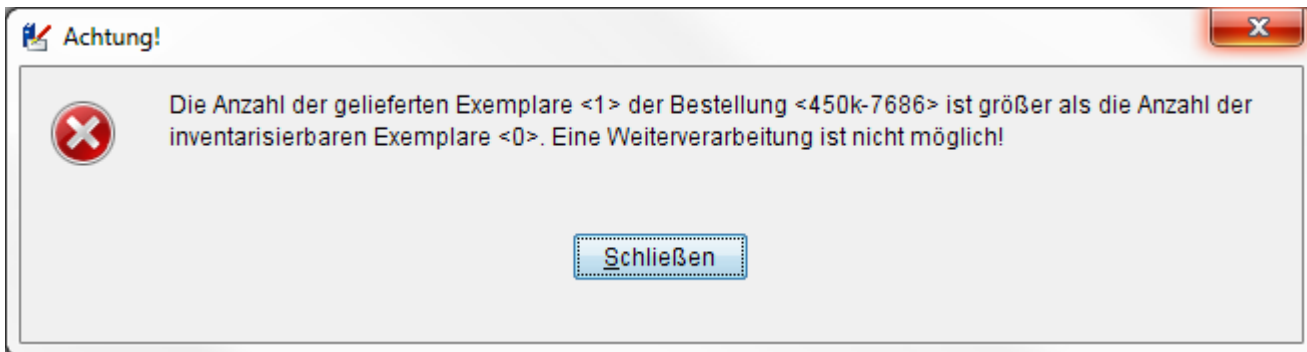 Achtung!
Die Anzahl der gelieferten Exemplare <1> der Bestellung <450k-7686> ist größer als die Anzahl der
inventarisierbaren Exemplare <0>. Eine Weiterverarbeitung ist nicht möglich!
Schließen